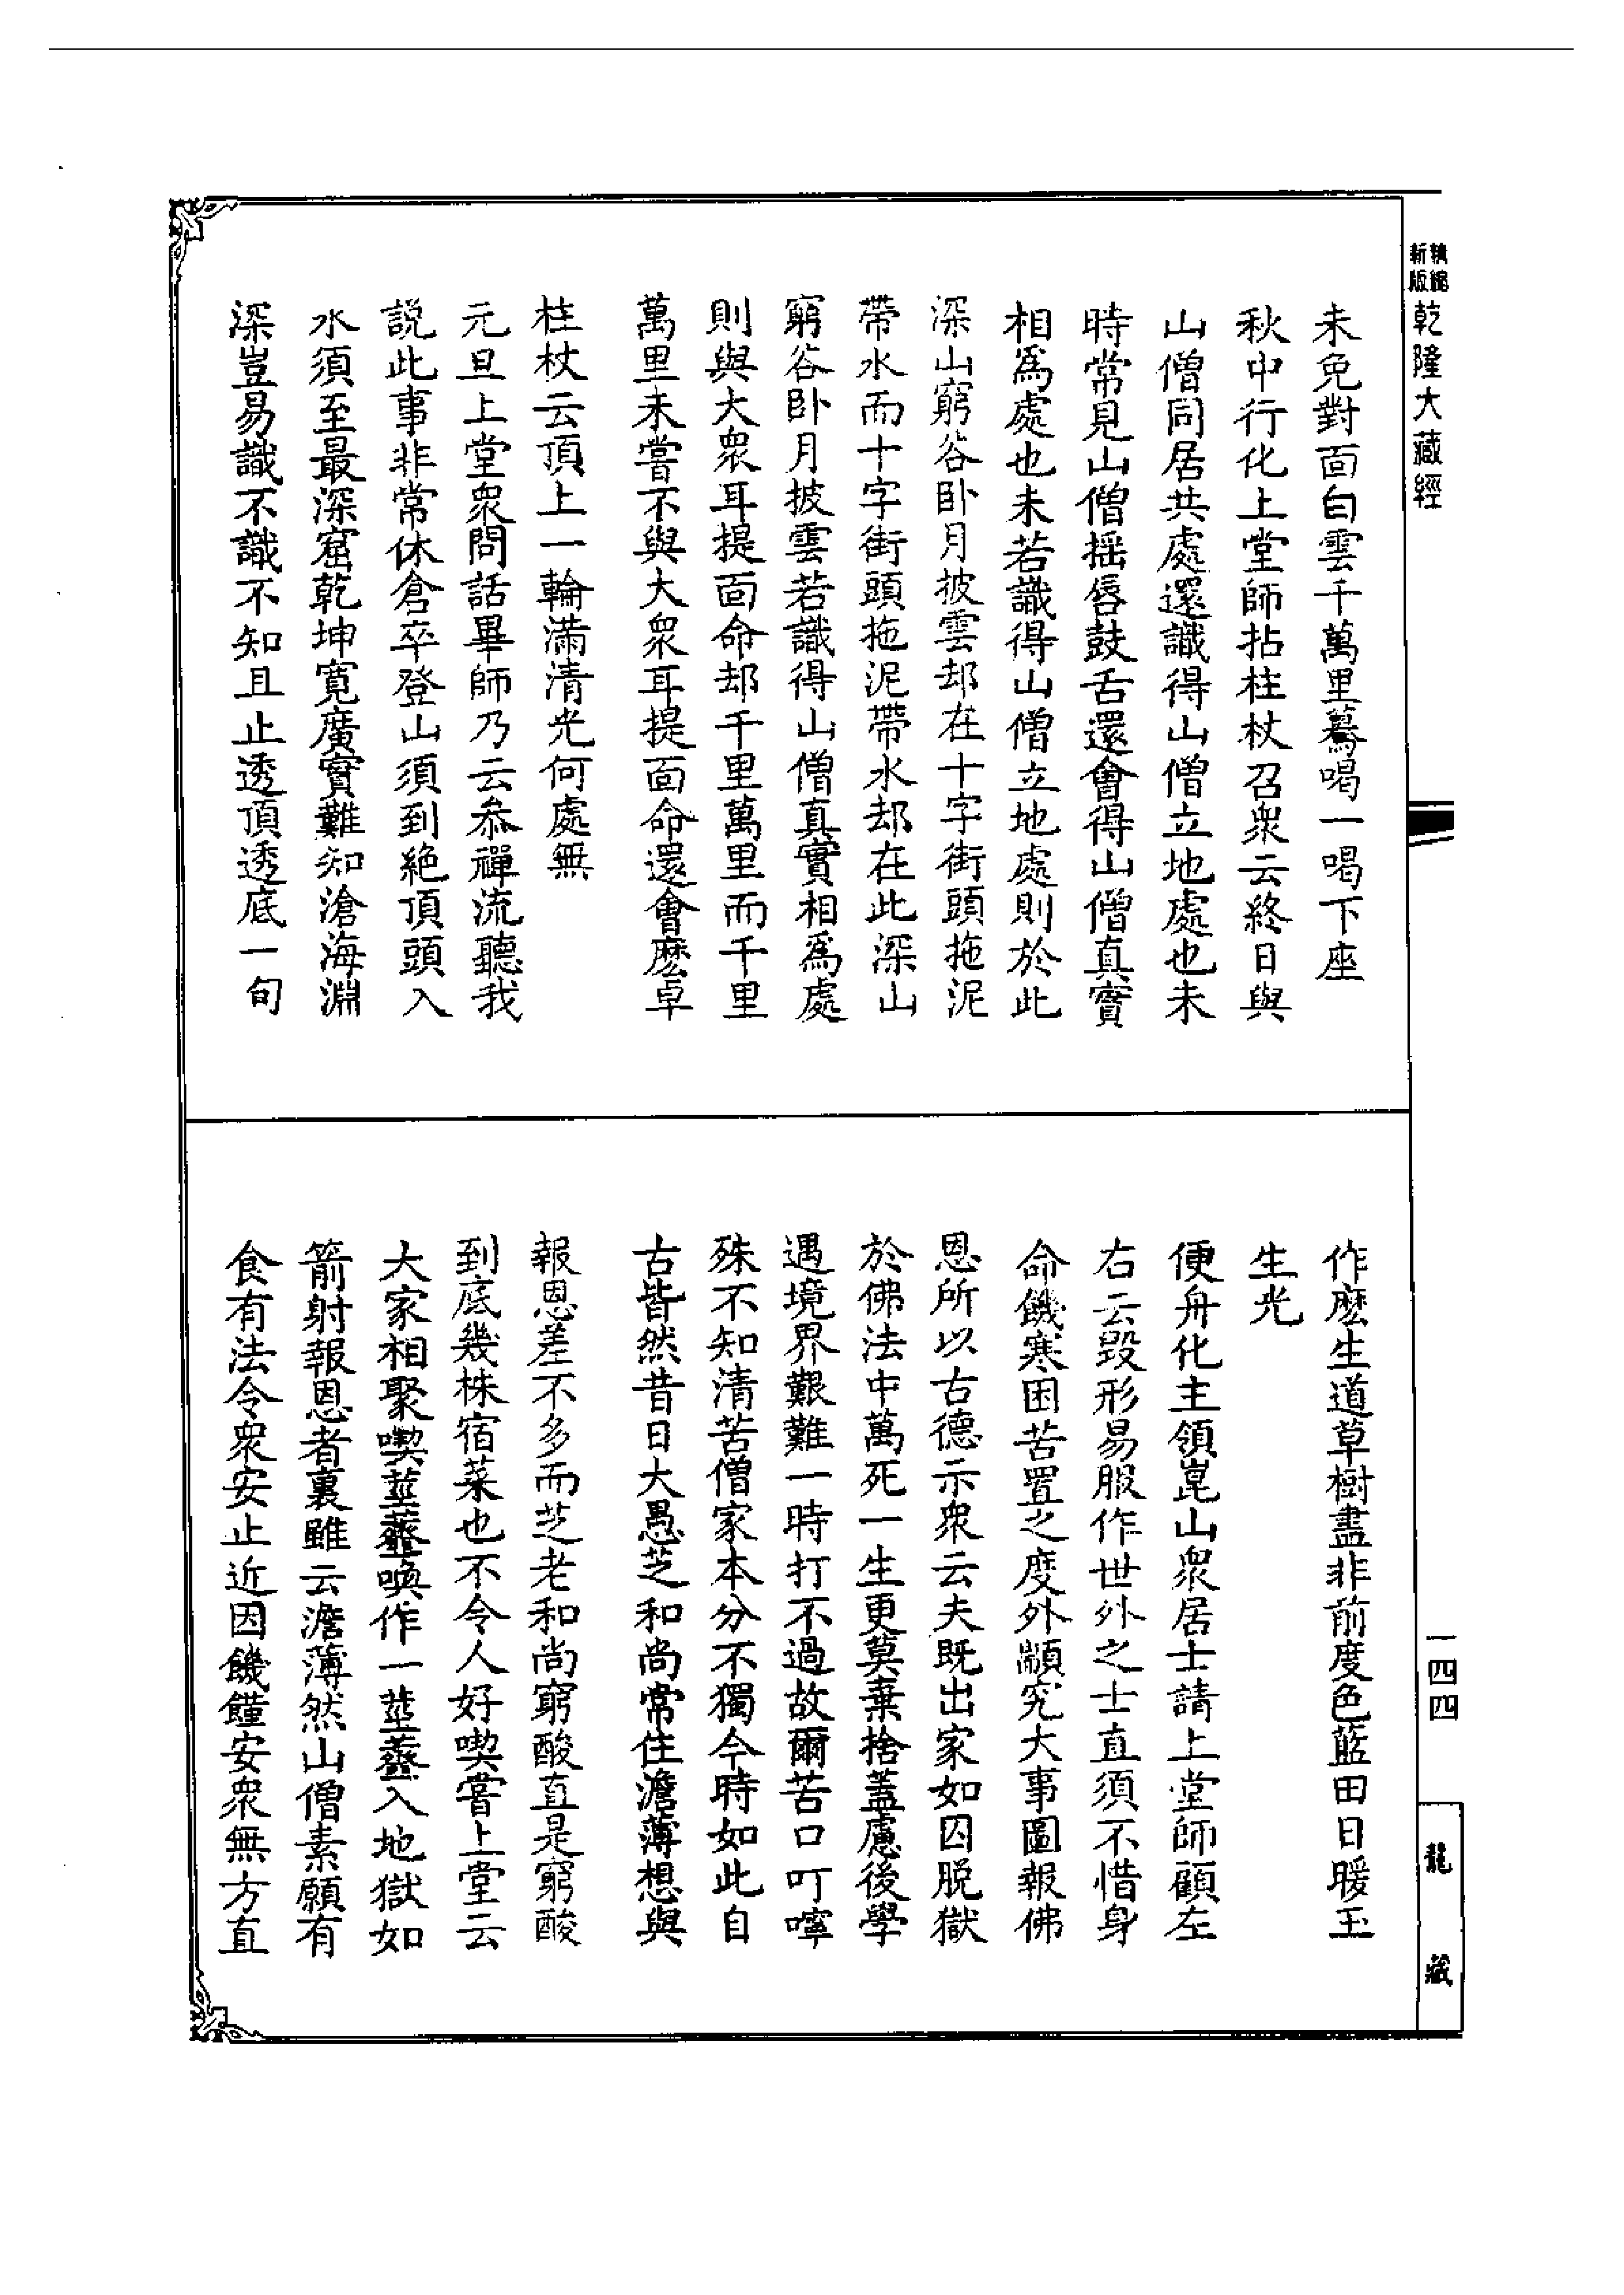 精縮新版
乾隆大藏經
未免對面白雲千萬里驀喝一喝下座
秋中行化上堂師拈柱杖召衆云終日與
山僧同居共處還識得山僧立地處也未
時常見山僧搖唇鼓舌還會得山僧真實
相爲處也未若識得山僧立地處則於此
深山窮谷卧月披雲却在十字街頭拖泥
帶水而十字街頭拖泥帶水却在此深山
窮谷卧月披雲若識得山僧真實相爲處
則與大衆耳提面命却千里萬里而千里
萬里未嘗不與大衆耳提面命還會麽卓
柱杖云頂上一輪滿清光何處無
元旦上堂衆問話畢師乃云叅禪流聽我
説此事非常休倉卒登山須到絶頂頭入
水須至最深窟乾坤寬廣實難知滄海淵
深豈易識不識不知且止透頂透底一句
作麽生道草樹盡非前度色藍田日暖玉
生光
便舟化主領崑山衆居士請上堂師顧左
右云毀形易服作世外之士直須不惜身
命饑寒困苦置之度外顓究大事圖報佛
恩所以古德示衆云夫既出家如囚脱獄
於佛法中萬死一生更莫棄捨蓋慮後學
遇境界艱難一時打不過故爾苦口叮嚀
殊不知清苦僧家本分不獨今時如此自
古皆然昔日大愚芝和尚常住澹薄想與
報恩差不多而芝老和尚窮酸直是窮酸
到底幾株宿菜也不令人好喫嘗上堂云
大家相聚喫莖虀喚作一莖虀入地獄如
箭射報恩者裏雖云澹薄然山僧素願有
食有法令衆安止近因饑饉安衆無方直
一四四
龍藏